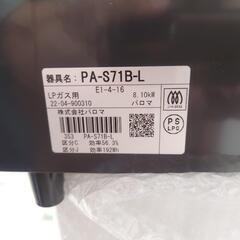 器具名：PA-S71B-L
E1-4-16
LPガス用 8.10kW
22-04-900310 パロマ
株式会社パロマ
3S3 PA-S71B-L
区分C 効率56.3%
区分J 効率192Wh
PS
LPG